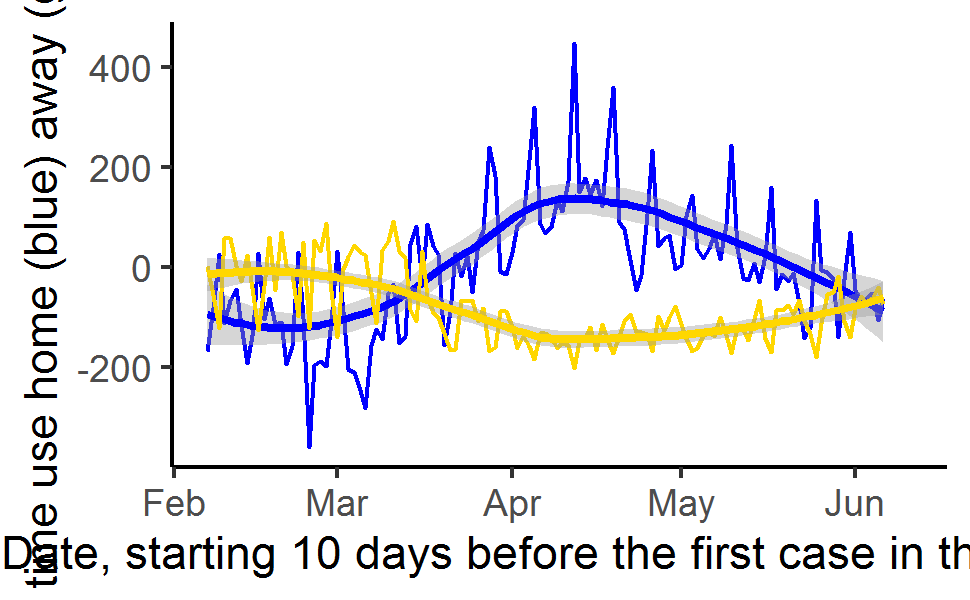 time use home (blue) away (
400
200
0
-200
Feb Mar Apr May Jun
Date, starting 10 days before the first case in th